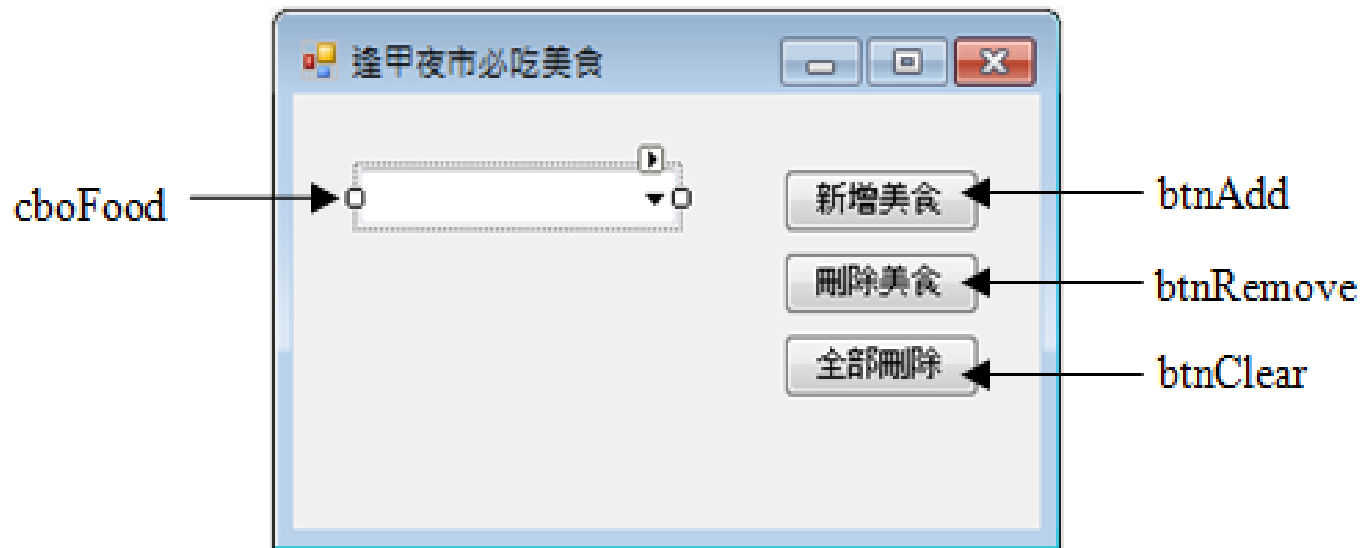 逢甲夜市必吃美食
cboFood
新增美食
btnAdd
刪除美食
btnRemove
全部刪除
btnClear